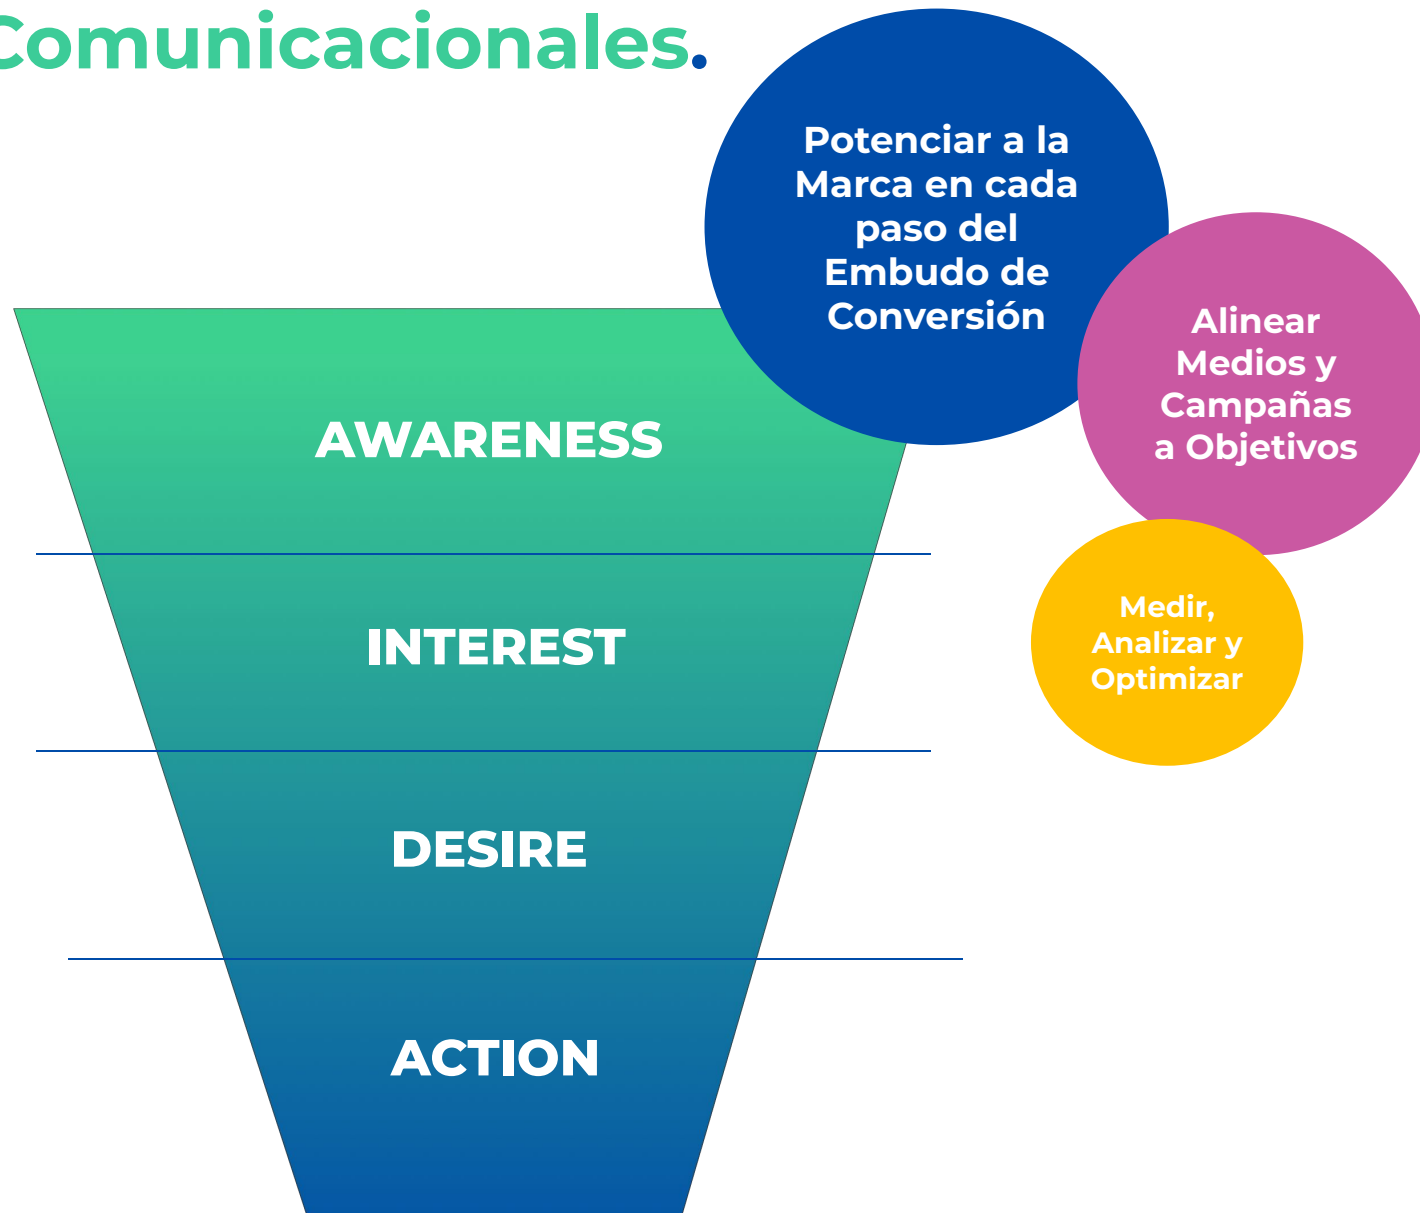 Comunicacionales.
Potenciar a la
Marca en cada
paso del
Embudo de
Conversión
Alinear
Medios y
Campañas
a Objetivos
Medir,
Analizar y
Optimizar
AWARENESS
INTEREST
DESIRE
ACTION